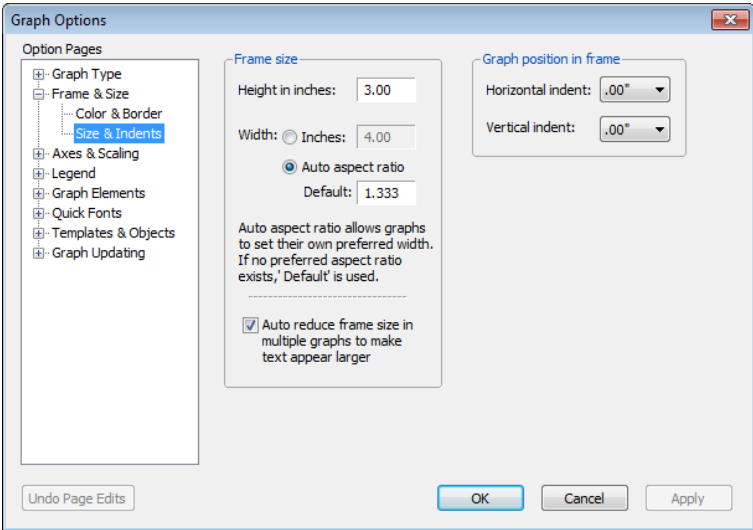 Graph Options
Option Pages
Graph Type
Frame & Size
Color & Border
Size & Indents
Axes & Scaling
Legend
Graph Elements
Quick Fonts
Templates & Objects
Graph Updating
Frame size
Height in inches: 3.00
Width: Inches: 4.00
Auto aspect ratio
Default: 1.333
Auto aspect ratio allows graphs
to set their own preferred width.
If no preferred aspect ratio
exists,' Default' is used.
Auto reduce frame size in
multiple graphs to make
text appear larger
Graph position in frame
Horizontal indent: .00"
Vertical indent: .00"
Undo Page Edits
OK
Cancel
Apply